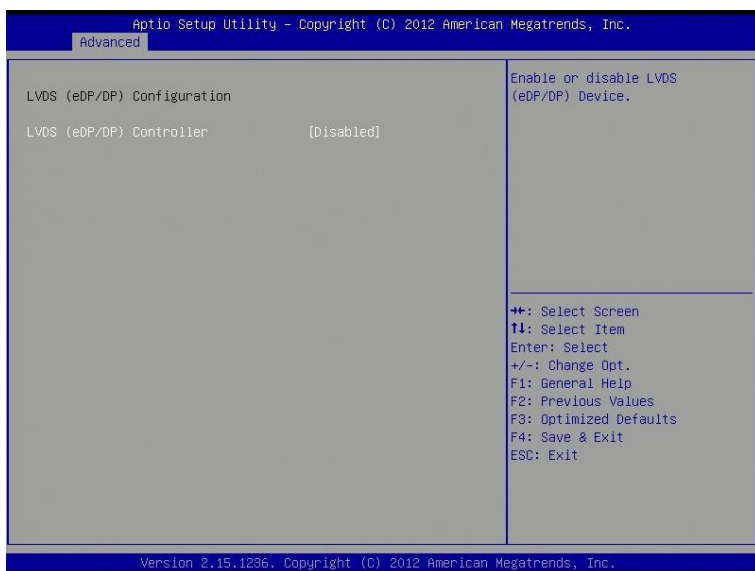 Aptio Setup Utility - Copyright (C) 2012 American Megatrends, Inc.
Advanced
LVDS (eDP/DP) Configuration
LVDS (eDP/DP) Controller [Disabled]
Enable or disable LVDS
(eDP/DP) Device.
→←: Select Screen
↑↓: Select Item
Enter: Select
+/-: Change Opt.
F1: General Help
F2: Previous Values
F3: Optimized Defaults
F4: Save & Exit
ESC: Exit
Version 2.15.1236. Copyright (C) 2012 American Megatrends, Inc.